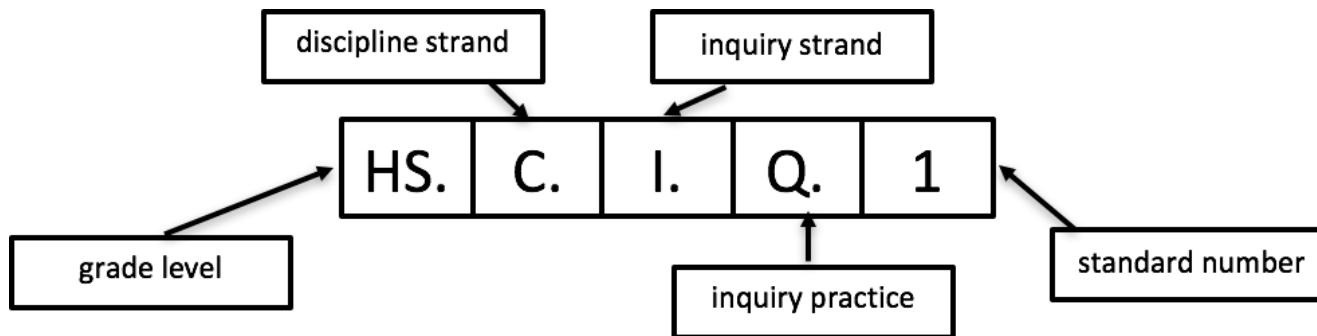 discipline strand
inquiry strand
HS. C. I. Q. 1
grade level
standard number
inquiry practice